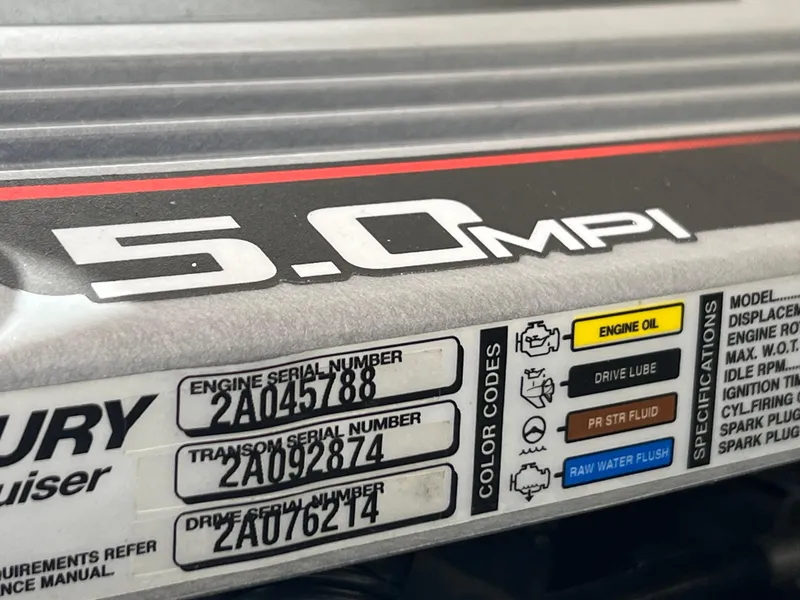 5.0 MPI
URY
uiser
UIREMENTS REFER
NCE MANUAL.
ENGINE SERIAL NUMBER
2A045788
TRANSOM SERIAL NUMBER
2A092874
DRIVE SERIAL NUMBER
2A076214
COLOR CODES
ENGINE OIL
DRIVE LUBE
PR STR FLUID
RAW WATER FLUSH
SPECIFICATIONS
MODEL......
DISPLACEM
ENGINE ROT
MAX. W.O.T.
IDLE RPM....
IGNITION TIM
CYL.FIRING O
SPARK PLUG
SPARK PLUG